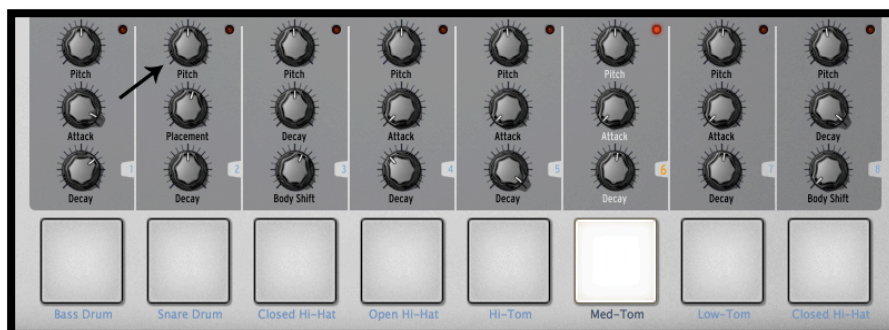 Pitch Pitch Pitch Pitch Pitch Pitch Pitch Pitch
Attack Placement Decay Attack Attack Attack Attack Decay
1 2 3 4 5 6 7 8
Decay Decay Body Shift Decay Decay Decay Decay Body Shift
Bass Drum Snare Drum Closed Hi-Hat Open Hi-Hat Hi-Tom Med-Tom Low-Tom Closed Hi-Hat